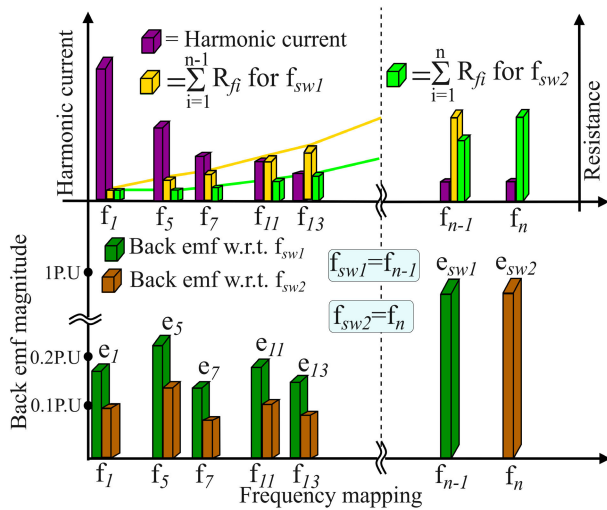 Harmonic current
Resistance
= Harmonic current
= n-1 Σ i=1 R_fi for f_sw1
= n Σ i=1 R_fi for f_sw2
f_1 f_5 f_7 f_11 f_13 f_n-1 f_n
Back emf magnitude
Back emf w.r.t. f_sw1
Back emf w.r.t. f_sw2
f_sw1=f_n-1
f_sw2=f_n
1P.U
0.2P.U
0.1P.U
e_1 e_5 e_7 e_11 e_13 e_sw1 e_sw2
f_1 f_5 f_7 f_11 f_13 f_n-1 f_n
Frequency mapping